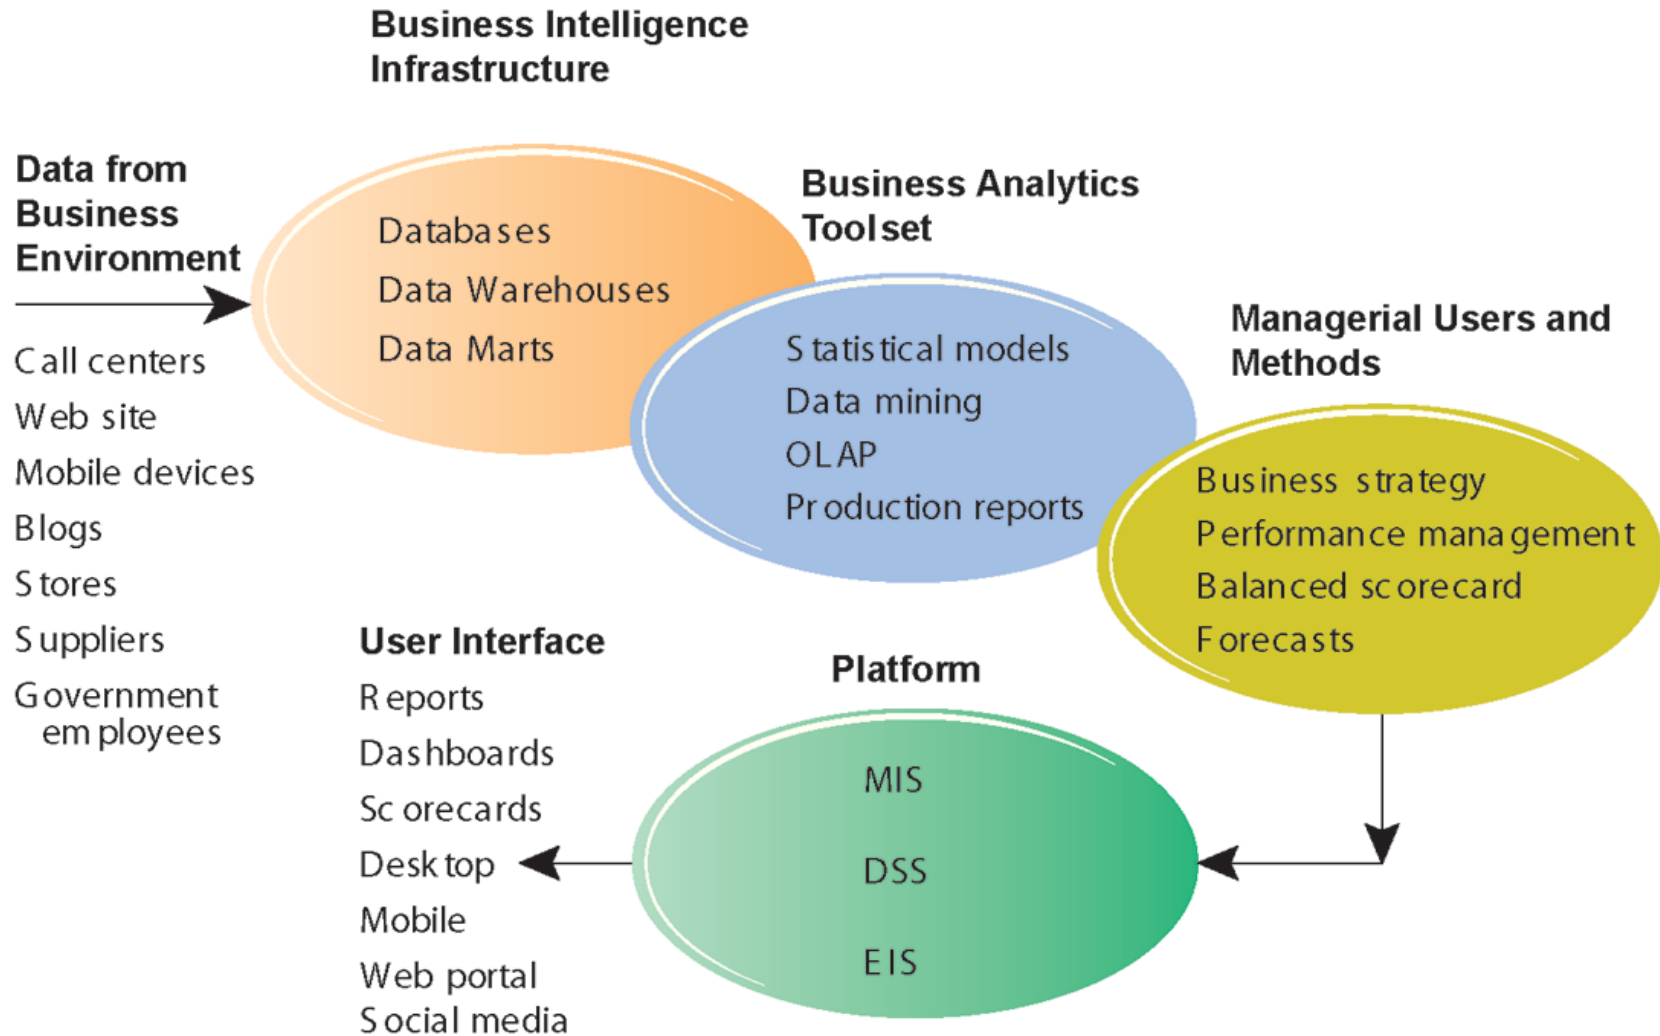 Business Intelligence
Infrastructure
Data from
Business
Environment
Call centers
Web site
Mobile devices
Blogs
Stores
Suppliers
Government
employees
Databases
Data Warehouses
Data Marts
Business Analytics
Toolset
Statistical models
Data mining
OLAP
Production reports
Managerial Users and
Methods
Business strategy
Performance management
Balanced scorecard
Forecasts
Platform
MIS
DSS
EIS
User Interface
Reports
Dashboards
Scorecards
Desktop
Mobile
Web portal
Social media